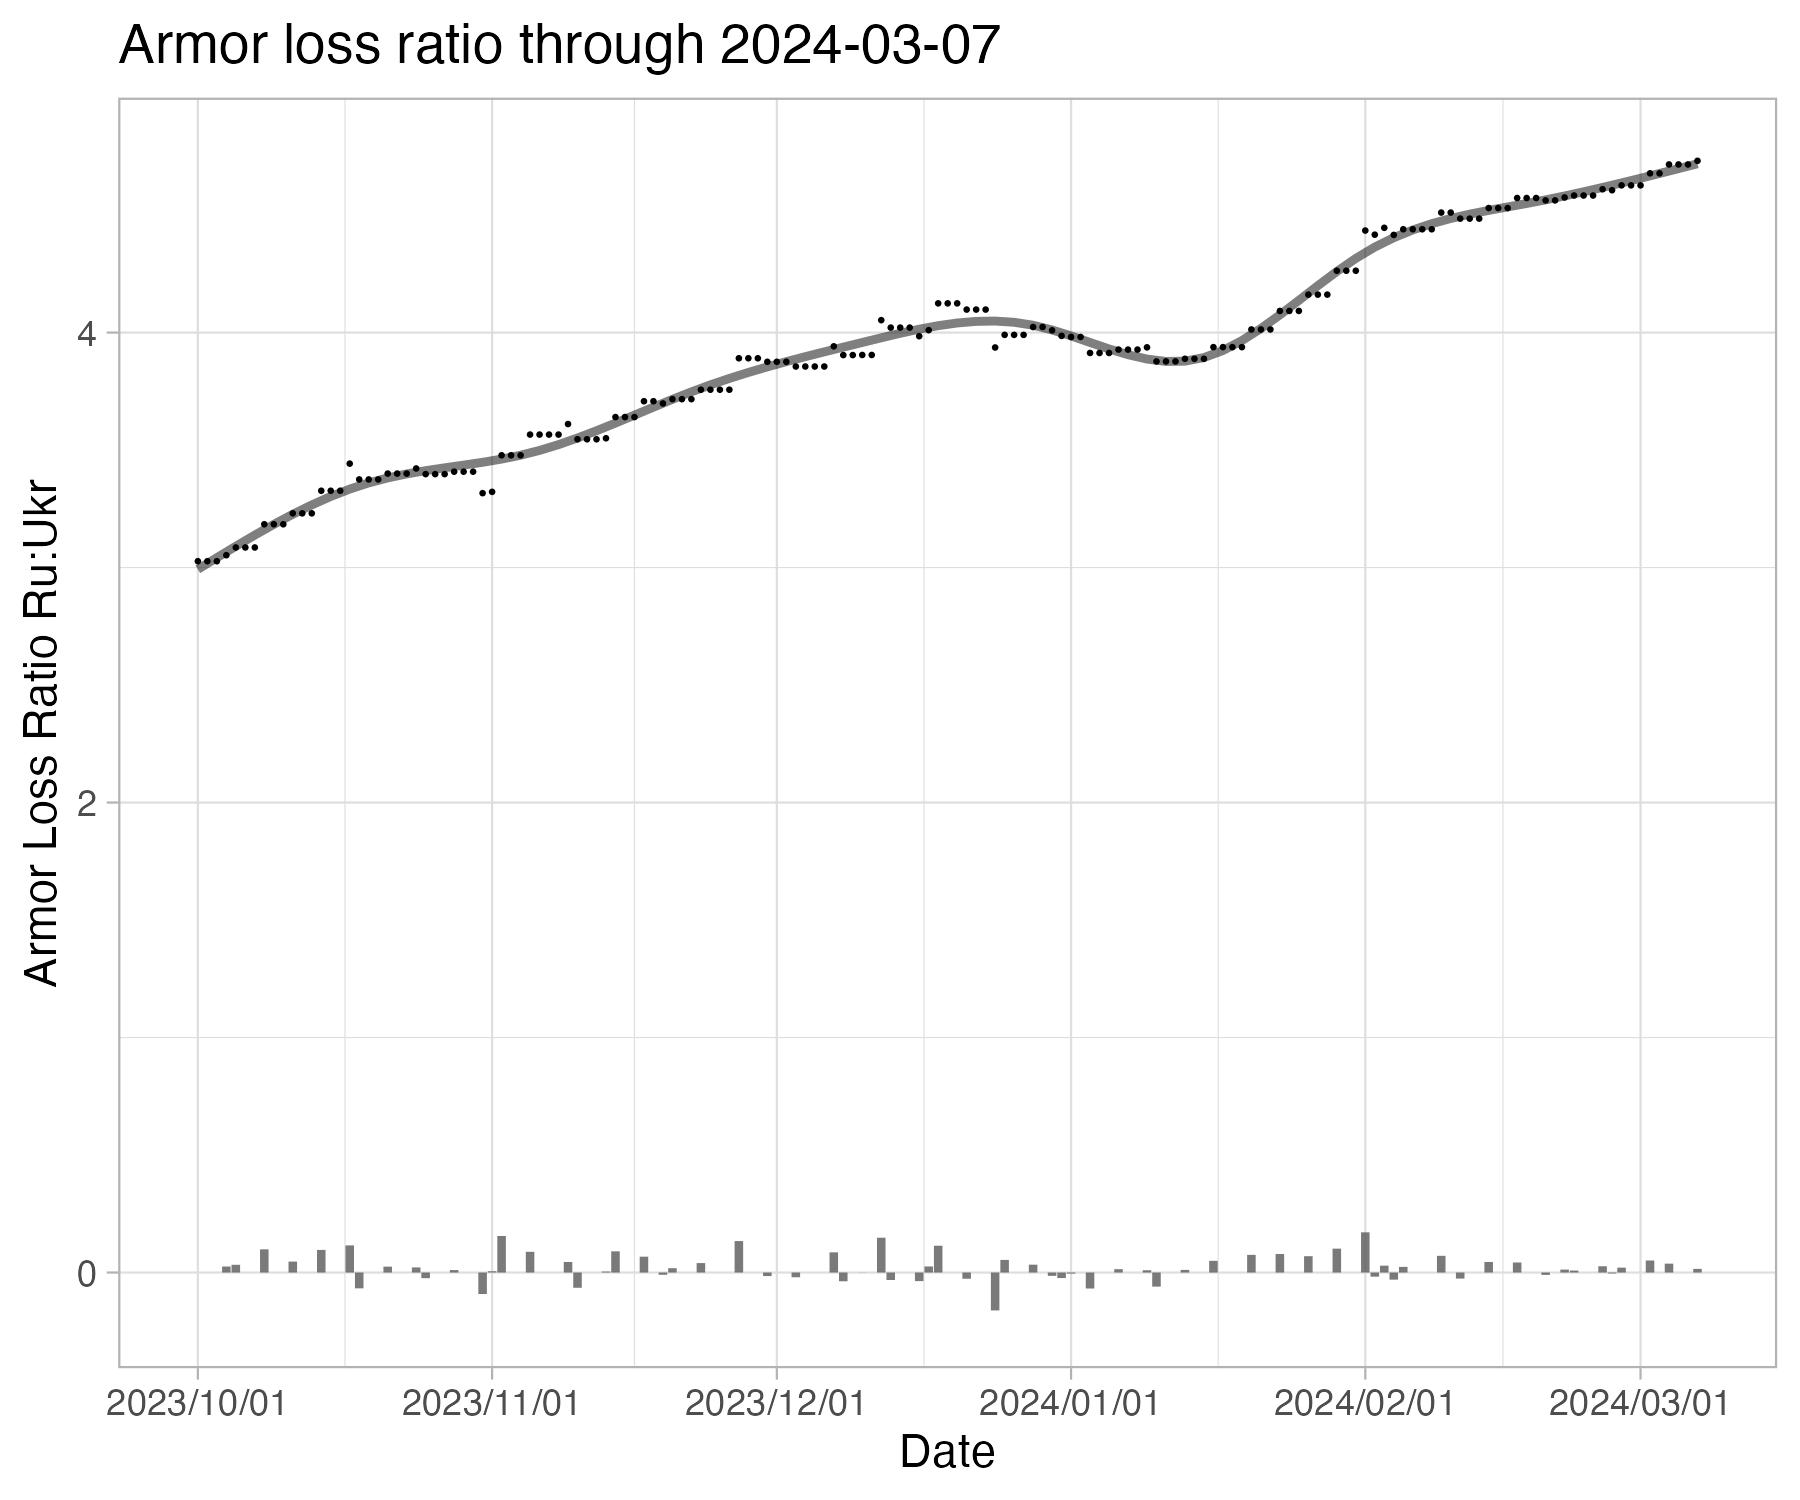 Armor loss ratio through 2024-03-07
Armor Loss Ratio Ru:Ukr
4
2
0
2023/10/01 2023/11/01 2023/12/01 2024/01/01 2024/02/01 2024/03/01
Date